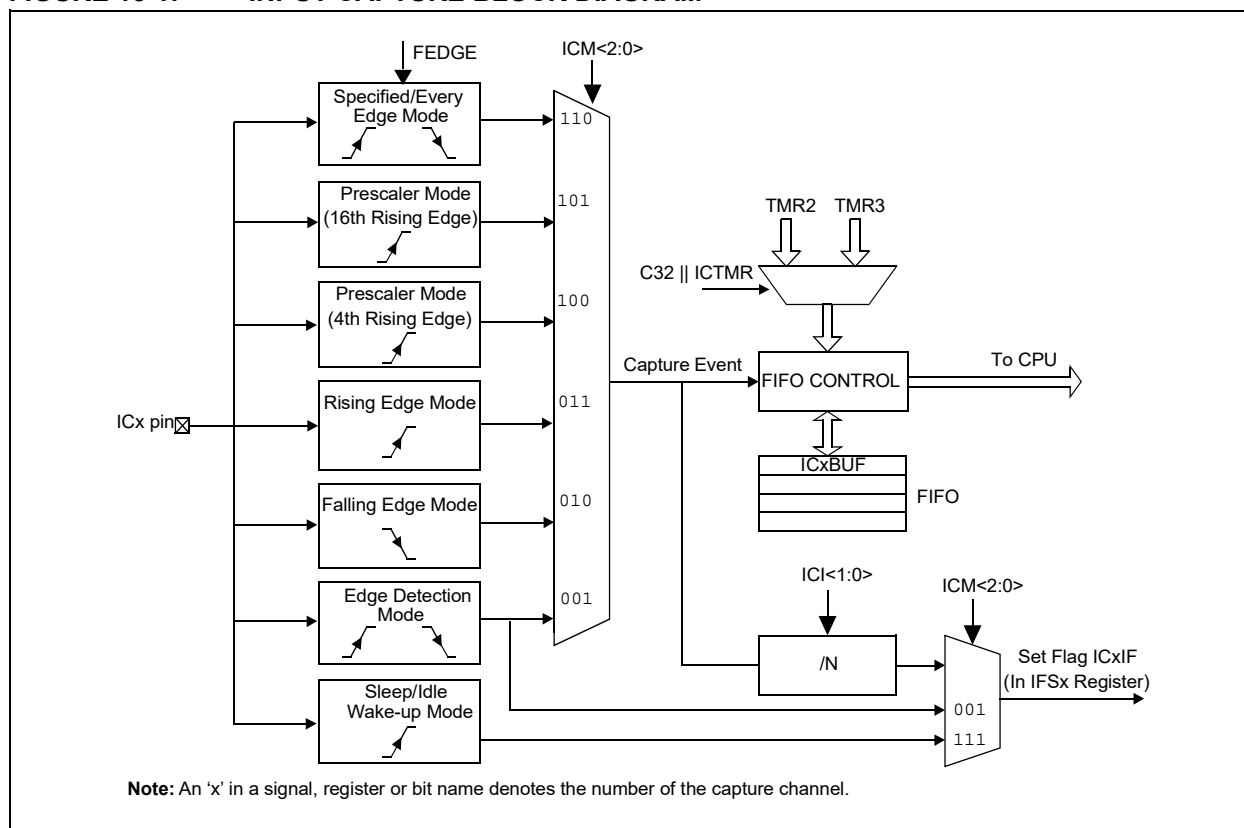 FEDGE
ICM<2:0>
Specified/Every
Edge Mode
110
Prescaler Mode
(16th Rising Edge)
101
TMR2
TMR3
C32 || ICTMR
Prescaler Mode
(4th Rising Edge)
100
Capture Event
FIFO CONTROL
To CPU
ICx pin
Rising Edge Mode
011
ICxBUF
FIFO
Falling Edge Mode
010
ICI<1:0>
ICM<2:0>
Edge Detection
Mode
001
/N
Set Flag ICxIF
(In IFSx Register)
Sleep/Idle
Wake-up Mode
001
111
Note: An ‘x’ in a signal, register or bit name denotes the number of the capture channel.